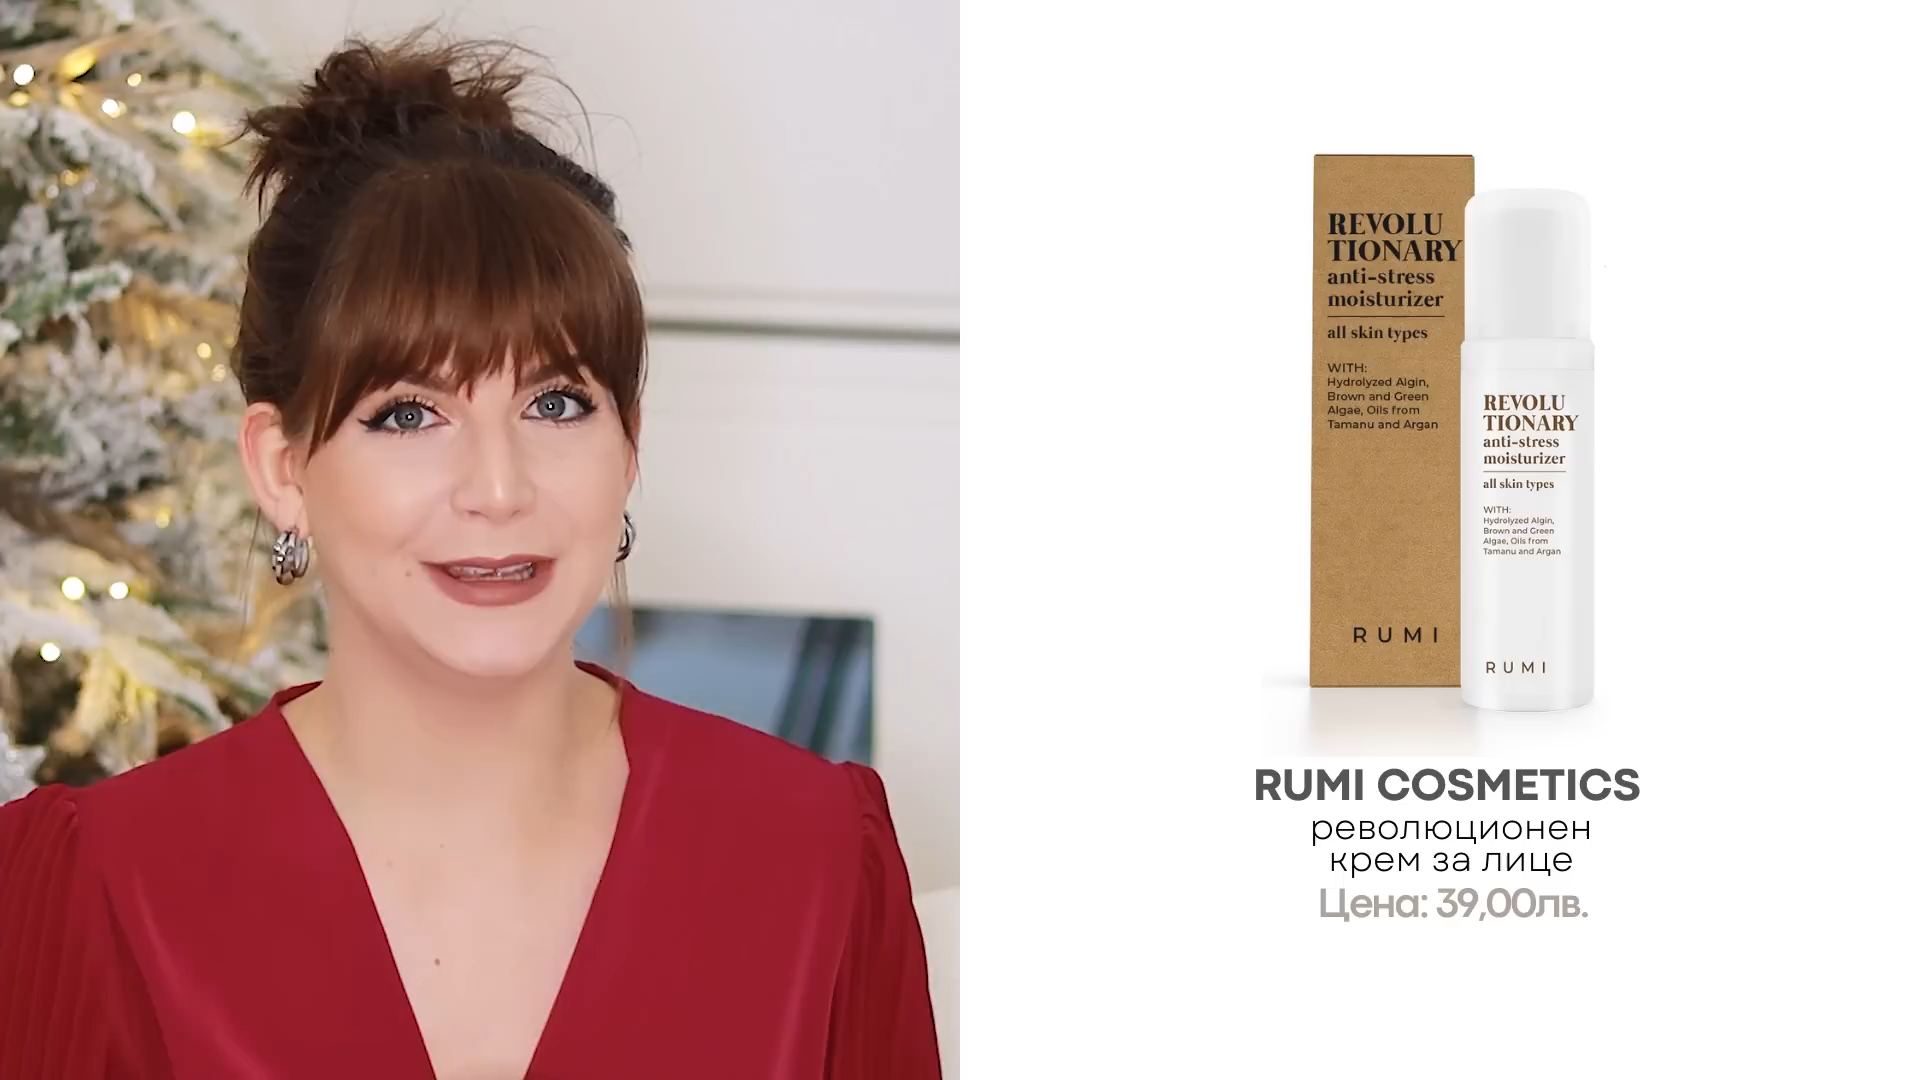 REVOLU
TIONARY
anti-stress
moisturizer
all skin types
WITH:
Hydrolyzed Algin,
Brown and Green
Algae, Oils from
Tamanu and Argan
RUMI
REVOLU
TIONARY
anti-stress
moisturizer
all skin types
WITH:
Hydrolyzed Algin,
Brown and Green
Algae, Oils from
Tamanu and Argan
RUMI
RUMI COSMETICS
революционен
крем за лице
Цена: 39,00лв.